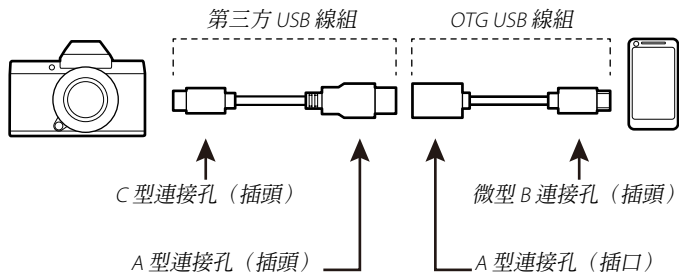 第三方 USB 線組
OTG USB 線組
C 型連接孔（插頭）
微型 B 連接孔（插頭）
A 型連接孔（插頭）
A 型連接孔（插口）